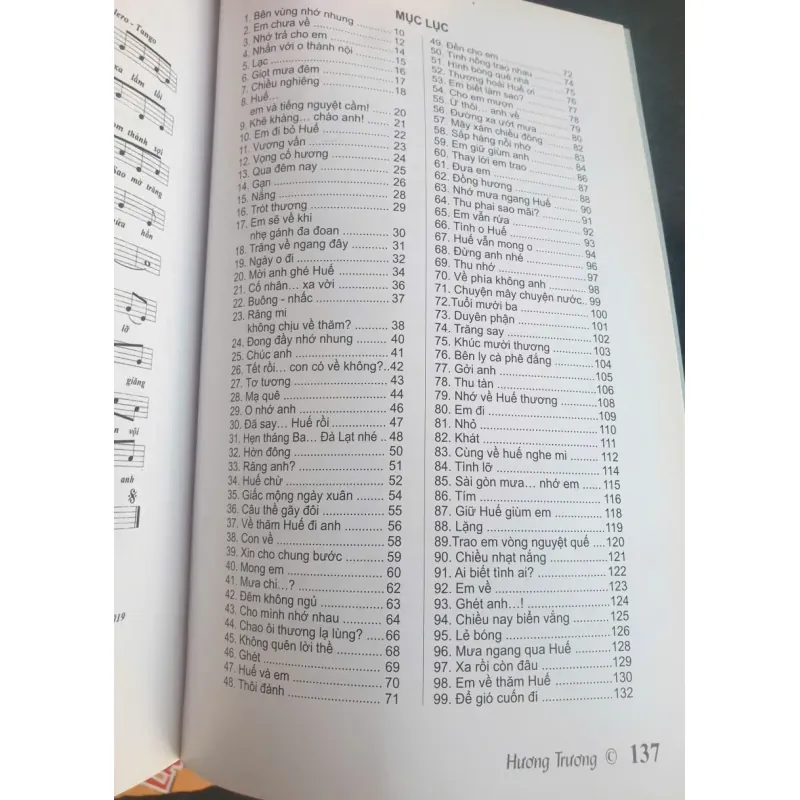 ero - Tango
xa lắm
lỡ
giăng
vội
anh
019
MỤC LỤC
1. Bên vùng nhớ nhung ............ 10
2. Em chưa về ............ 12
3. Nhớ trả cho em ............ 14
4. Nhắn với o thành nội ............ 15
5. Lạc ............ 16
6. Giọt mưa đêm ............ 17
7. Chiều nghiêng ............ 18
8. Huế…
em và tiếng nguyệt cầm! ...... 20
9. Khê kháng… chào anh! ...... 21
10. Em đi bỏ Huế ............ 22
11. Vương vấn ............ 23
12. Vọng cố hương ............ 24
13. Qua đêm nay ............ 25
14. Gạn ............ 26
15. Nắng ............ 28
16. Trót thương ............ 29
17. Em sẽ về khi
nhẹ gánh đa đoan ............ 30
18. Trăng về ngang đây ............ 31
19. Ngày o đi ............ 32
20. Mời anh ghé Huế ............ 34
21. Cố nhân… xa vời ............ 36
22. Buông - nhấc ............ 37
23. Răng mi
không chịu về thăm? ............ 38
24. Đong đầy nhớ nhung ............ 40
25. Chúc anh ............ 41
26. Tết rồi… con có về không?..42
27. Tơ tương ............ 43
28. Mạ quê ............ 44
29. O nhớ anh ............ 46
30. Đã say… Huế rồi ............ 47
31. Hẹn tháng Ba… Đà Lạt nhé .. 48
32. Hờn đông ............ 50
33. Răng anh? ............ 51
34. Huế chừ ............ 52
35. Giấc mộng ngày xuân ............ 54
36. Câu thề gãy đôi ............ 55
37. Về thăm Huế đi anh ............ 56
38. Con về ............ 58
39. Xin cho chung bước ............ 59
40. Mong em ............ 60
41. Mưa chi…? ............ 62
42. Đêm không ngủ ............ 63
43. Cho mình nhớ nhau ............ 64
44. Chao ôi thương lạ lùng? ...... 66
45. Không quên lời thề ............ 68
46. Ghét ............ 69
47. Huế và em ............ 70
48. Thôi đành ............ 71
49. Đền cho em ............ 72
50. Tình nồng trao nhau ............ 74
51. Hình bóng quê nhà ............ 75
52. Thương hoài Huế ơi ............ 76
53. Em biết làm sao? ............ 77
54. Cho em mượn ............ 78
55. Ừ thôi… anh về ............ 79
56. Đường xa ướt mưa ............ 80
57. Mây xám chiều đông ............ 82
58. Sắp hàng nỗi nhớ ............ 83
59. Em giữ giùm anh ............ 84
60. Thay lời em trao ............ 86
61. Đưa em ............ 87
62. Đồng hương ............ 88
63. Nhớ mưa ngang Huế ............ 90
64. Thu phai sao mãi? ............ 91
65. Em vẫn rứa ............ 92
66. Tình o Huế ............ 93
67. Huế vẫn mong o ............ 94
68. Đừng anh nhé ............ 96
69. Thu nhớ ............ 97
70. Về phía không anh ............ 98
71. Chuyện mây chuyện nước.. 99
72.Tuổi mười ba ............ 100
73. Duyên phận ............ 101
74. Trăng say ............ 102
75. Khúc mười thương ............ 103
76. Bên ly cà phê đắng ............ 104
77. Gởi anh ............ 105
78. Thu tàn ............ 106
79. Nhớ về Huế thương ............108
80. Em đi ............ 109
81. Nhỏ ............ 110
82. Khát ............ 111
83. Cùng về huế nghe mi ...... 112
84. Tình lỡ ............ 114
85. Sài gòn mưa… nhớ em ......115
86. Tím ............ 116
87. Giữ Huế giùm em ............ 118
88. Lặng ............ 119
89.Trao em vòng nguyệt quế ....120
90. Chiều nhạt nắng ............121
91. Ai biết tình ai? ............ 122
92. Em về ............ 123
93. Ghét anh…! ............ 124
94. Chiều nay biển vắng ............125
95. Lẻ bóng ............ 126
96. Mưa ngang qua Huế ............128
97. Xa rồi còn đâu ............ 129
98. Em về thăm Huế ............ 130
99. Để gió cuốn đi ............ 132
Hương Trương © 137